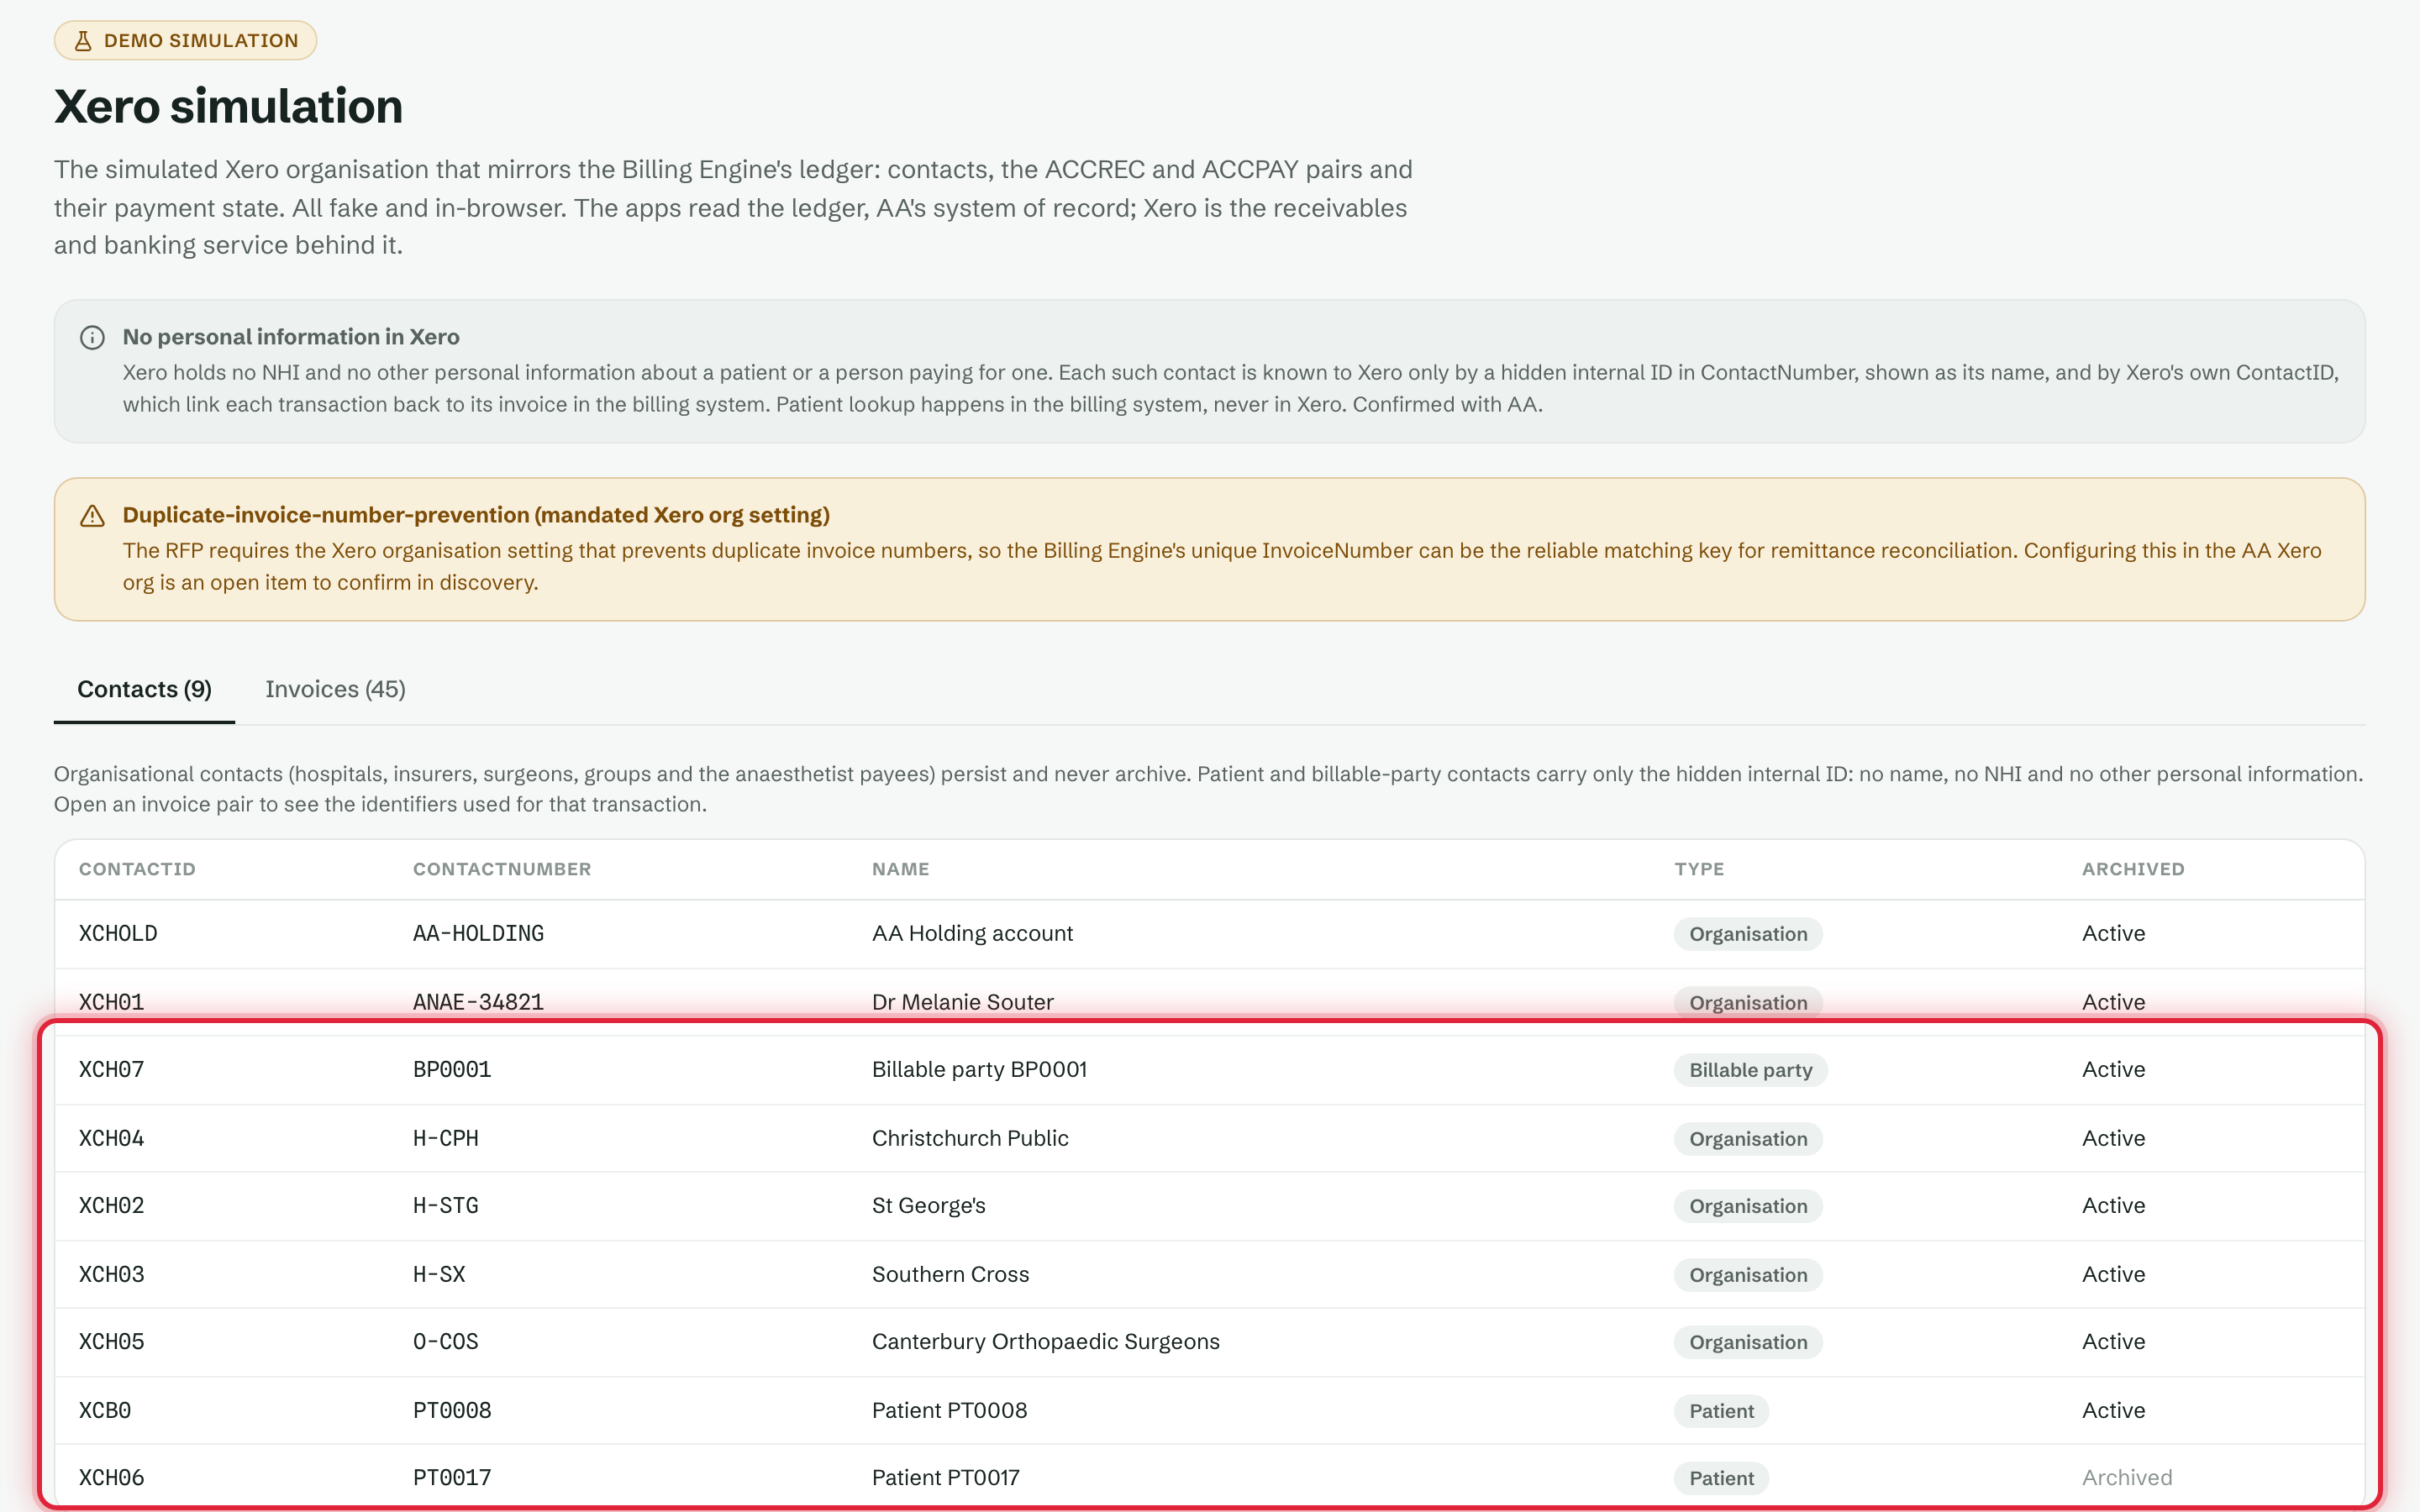 DEMO SIMULATION
Xero simulation
The simulated Xero organisation that mirrors the Billing Engine's ledger: contacts, the ACCREC and ACCPAY pairs and
their payment state. All fake and in-browser. The apps read the ledger, AA's system of record; Xero is the receivables
and banking service behind it.
No personal information in Xero
Xero holds no NHI and no other personal information about a patient or a person paying for one. Each such contact is known to Xero only by a hidden internal ID in ContactNumber, shown as its name, and by Xero's own ContactID,
which link each transaction back to its invoice in the billing system. Patient lookup happens in the billing system, never in Xero. Confirmed with AA.
Duplicate-invoice-number-prevention (mandated Xero org setting)
The RFP requires the Xero organisation setting that prevents duplicate invoice numbers, so the Billing Engine's unique InvoiceNumber can be the reliable matching key for remittance reconciliation. Configuring this in the AA Xero
org is an open item to confirm in discovery.
Contacts (9) Invoices (45)
Organisational contacts (hospitals, insurers, surgeons, groups and the anaesthetist payees) persist and never archive. Patient and billable-party contacts carry only the hidden internal ID: no name, no NHI and no other personal information.
Open an invoice pair to see the identifiers used for that transaction.
CONTACTID CONTACTNUMBER NAME TYPE ARCHIVED
XCHOLD AA-HOLDING AA Holding account Organisation Active
XCH01 ANAE-34821 Dr Melanie Souter Organisation Active
XCH07 BP0001 Billable party BP0001 Billable party Active
XCH04 H-CPH Christchurch Public Organisation Active
XCH02 H-STG St George's Organisation Active
XCH03 H-SX Southern Cross Organisation Active
XCH05 O-COS Canterbury Orthopaedic Surgeons Organisation Active
XCB0 PT0008 Patient PT0008 Patient Active
XCH06 PT0017 Patient PT0017 Patient Archived